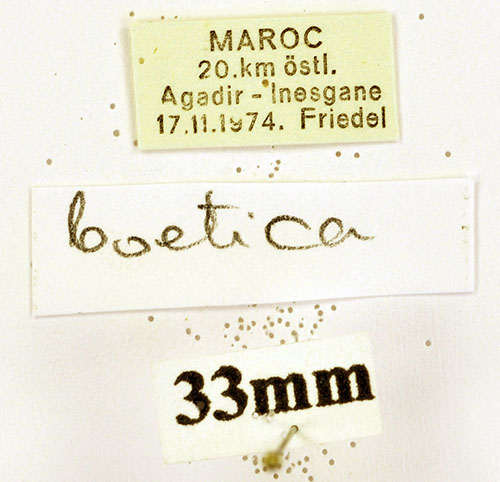 MAROC
20.km östl.
Agadir - Inesgane
17.11.1974. Friedel
boetica
33mm